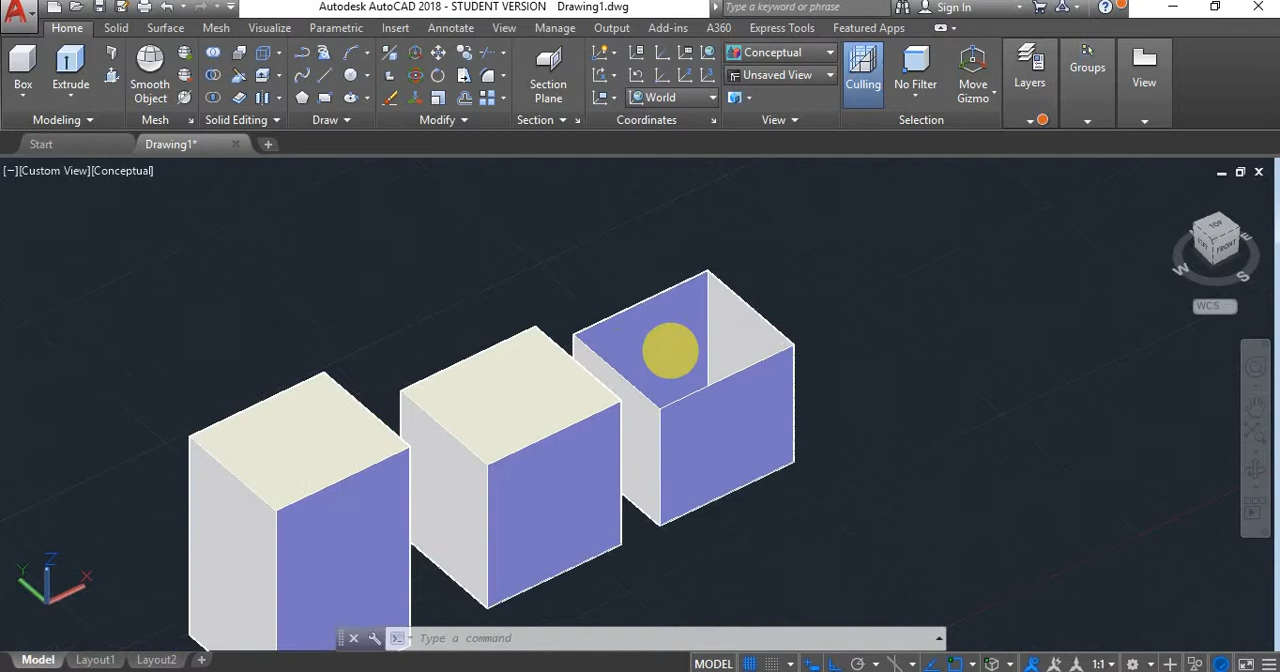 Autodesk AutoCAD 2018 - STUDENT VERSION Drawing1.dwg
Type a keyword or phrase
Sign In
Home Solid Surface Mesh Visualize Parametric Insert Annotate View Manage Output Add-ins A360 Express Tools Featured Apps
Box
Extrude
Smooth Object
Section Plane
Conceptual
Unsaved View
World
Culling
No Filter
Move Gizmo
Layers
Groups
View
Modeling Mesh Solid Editing Draw Modify Section Coordinates View Selection
Start Drawing1*
[−][Custom View][Conceptual]
TOP
FRONT
W
S
E
WCS
Z
Y
X
Type a command
Model Layout1 Layout2
MODEL
1:1